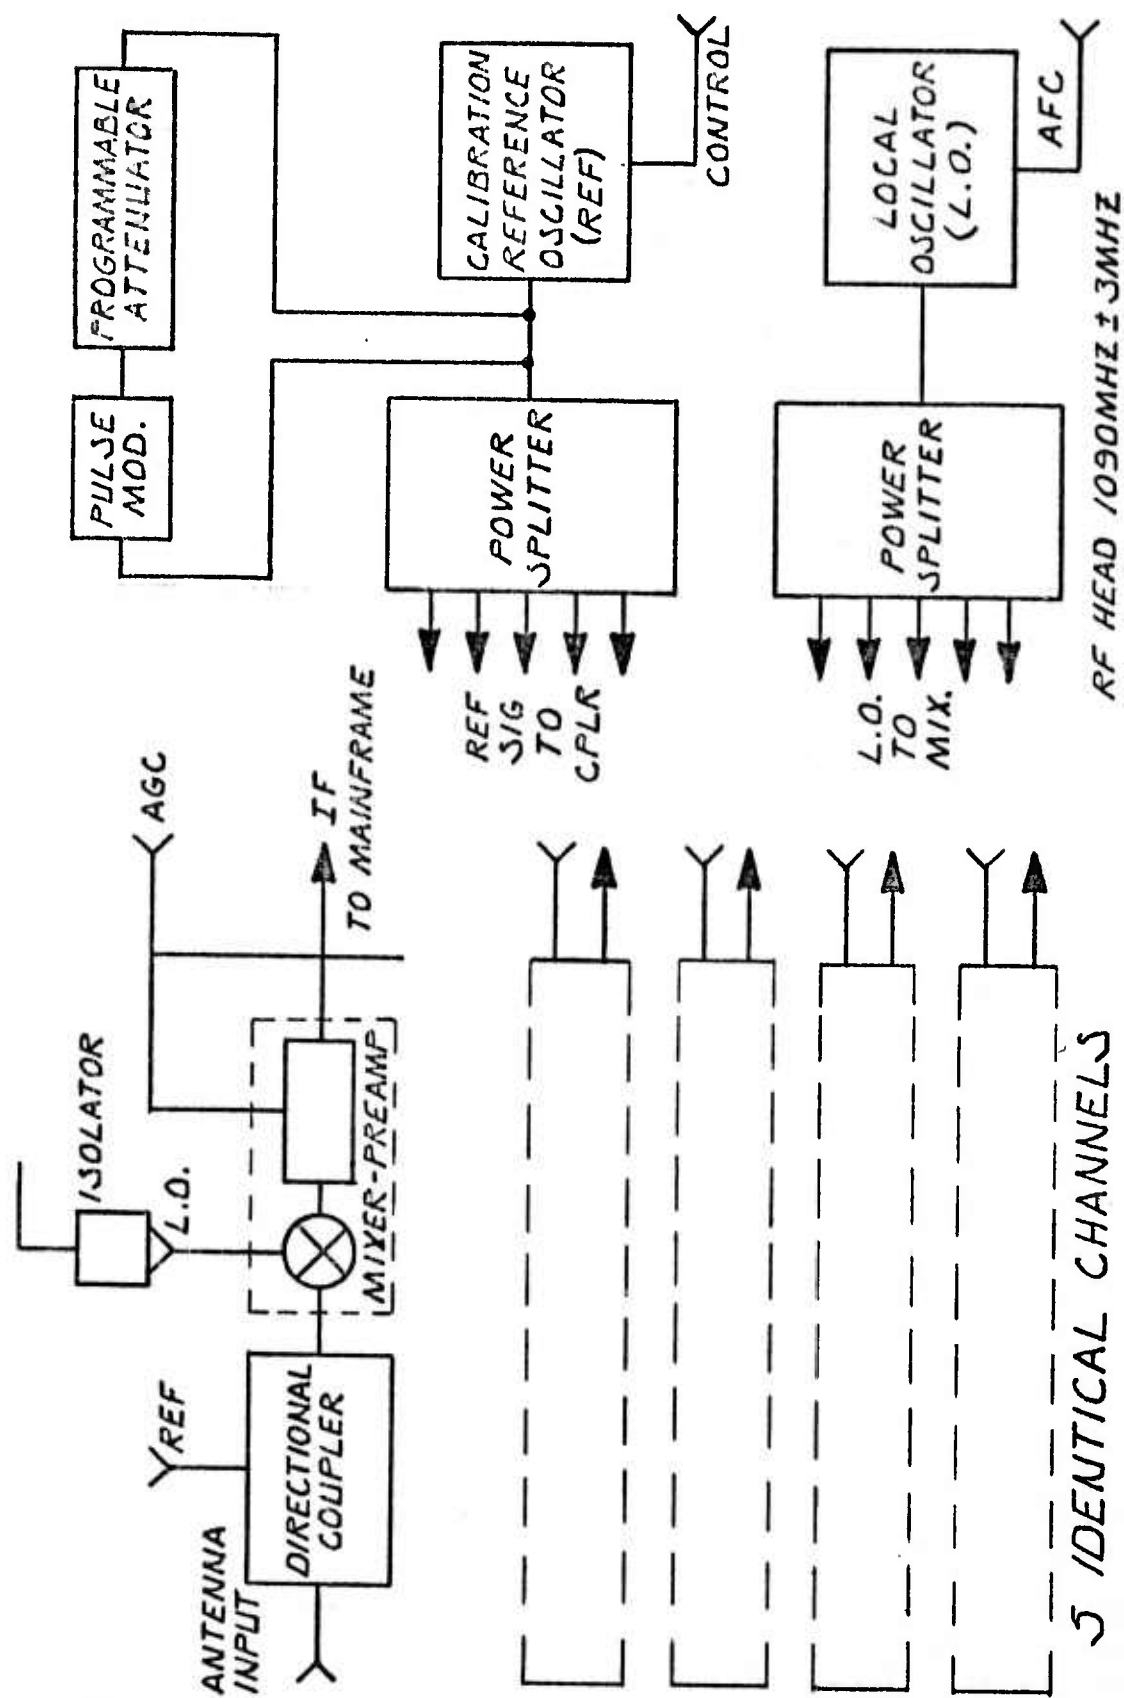 ANTENNA
INPUT
REF
DIRECTIONAL
COUPLER
ISOLATOR
L.O.
MIXER-PREAMP
AGC
IF
TO MAINFRAME
5 IDENTICAL CHANNELS
PULSE
MOD.
PROGRAMMABLE
ATTENUATOR
REF
SIG
TO
CPLR
POWER
SPLITTER
CALIBRATION
REFERENCE
OSCILLATOR
(REF)
CONTROL
L.O.
TO
MIX.
POWER
SPLITTER
LOCAL
OSCILLATOR
(L.O.)
AFC
RF HEAD 1090MHZ ± 3MHZ